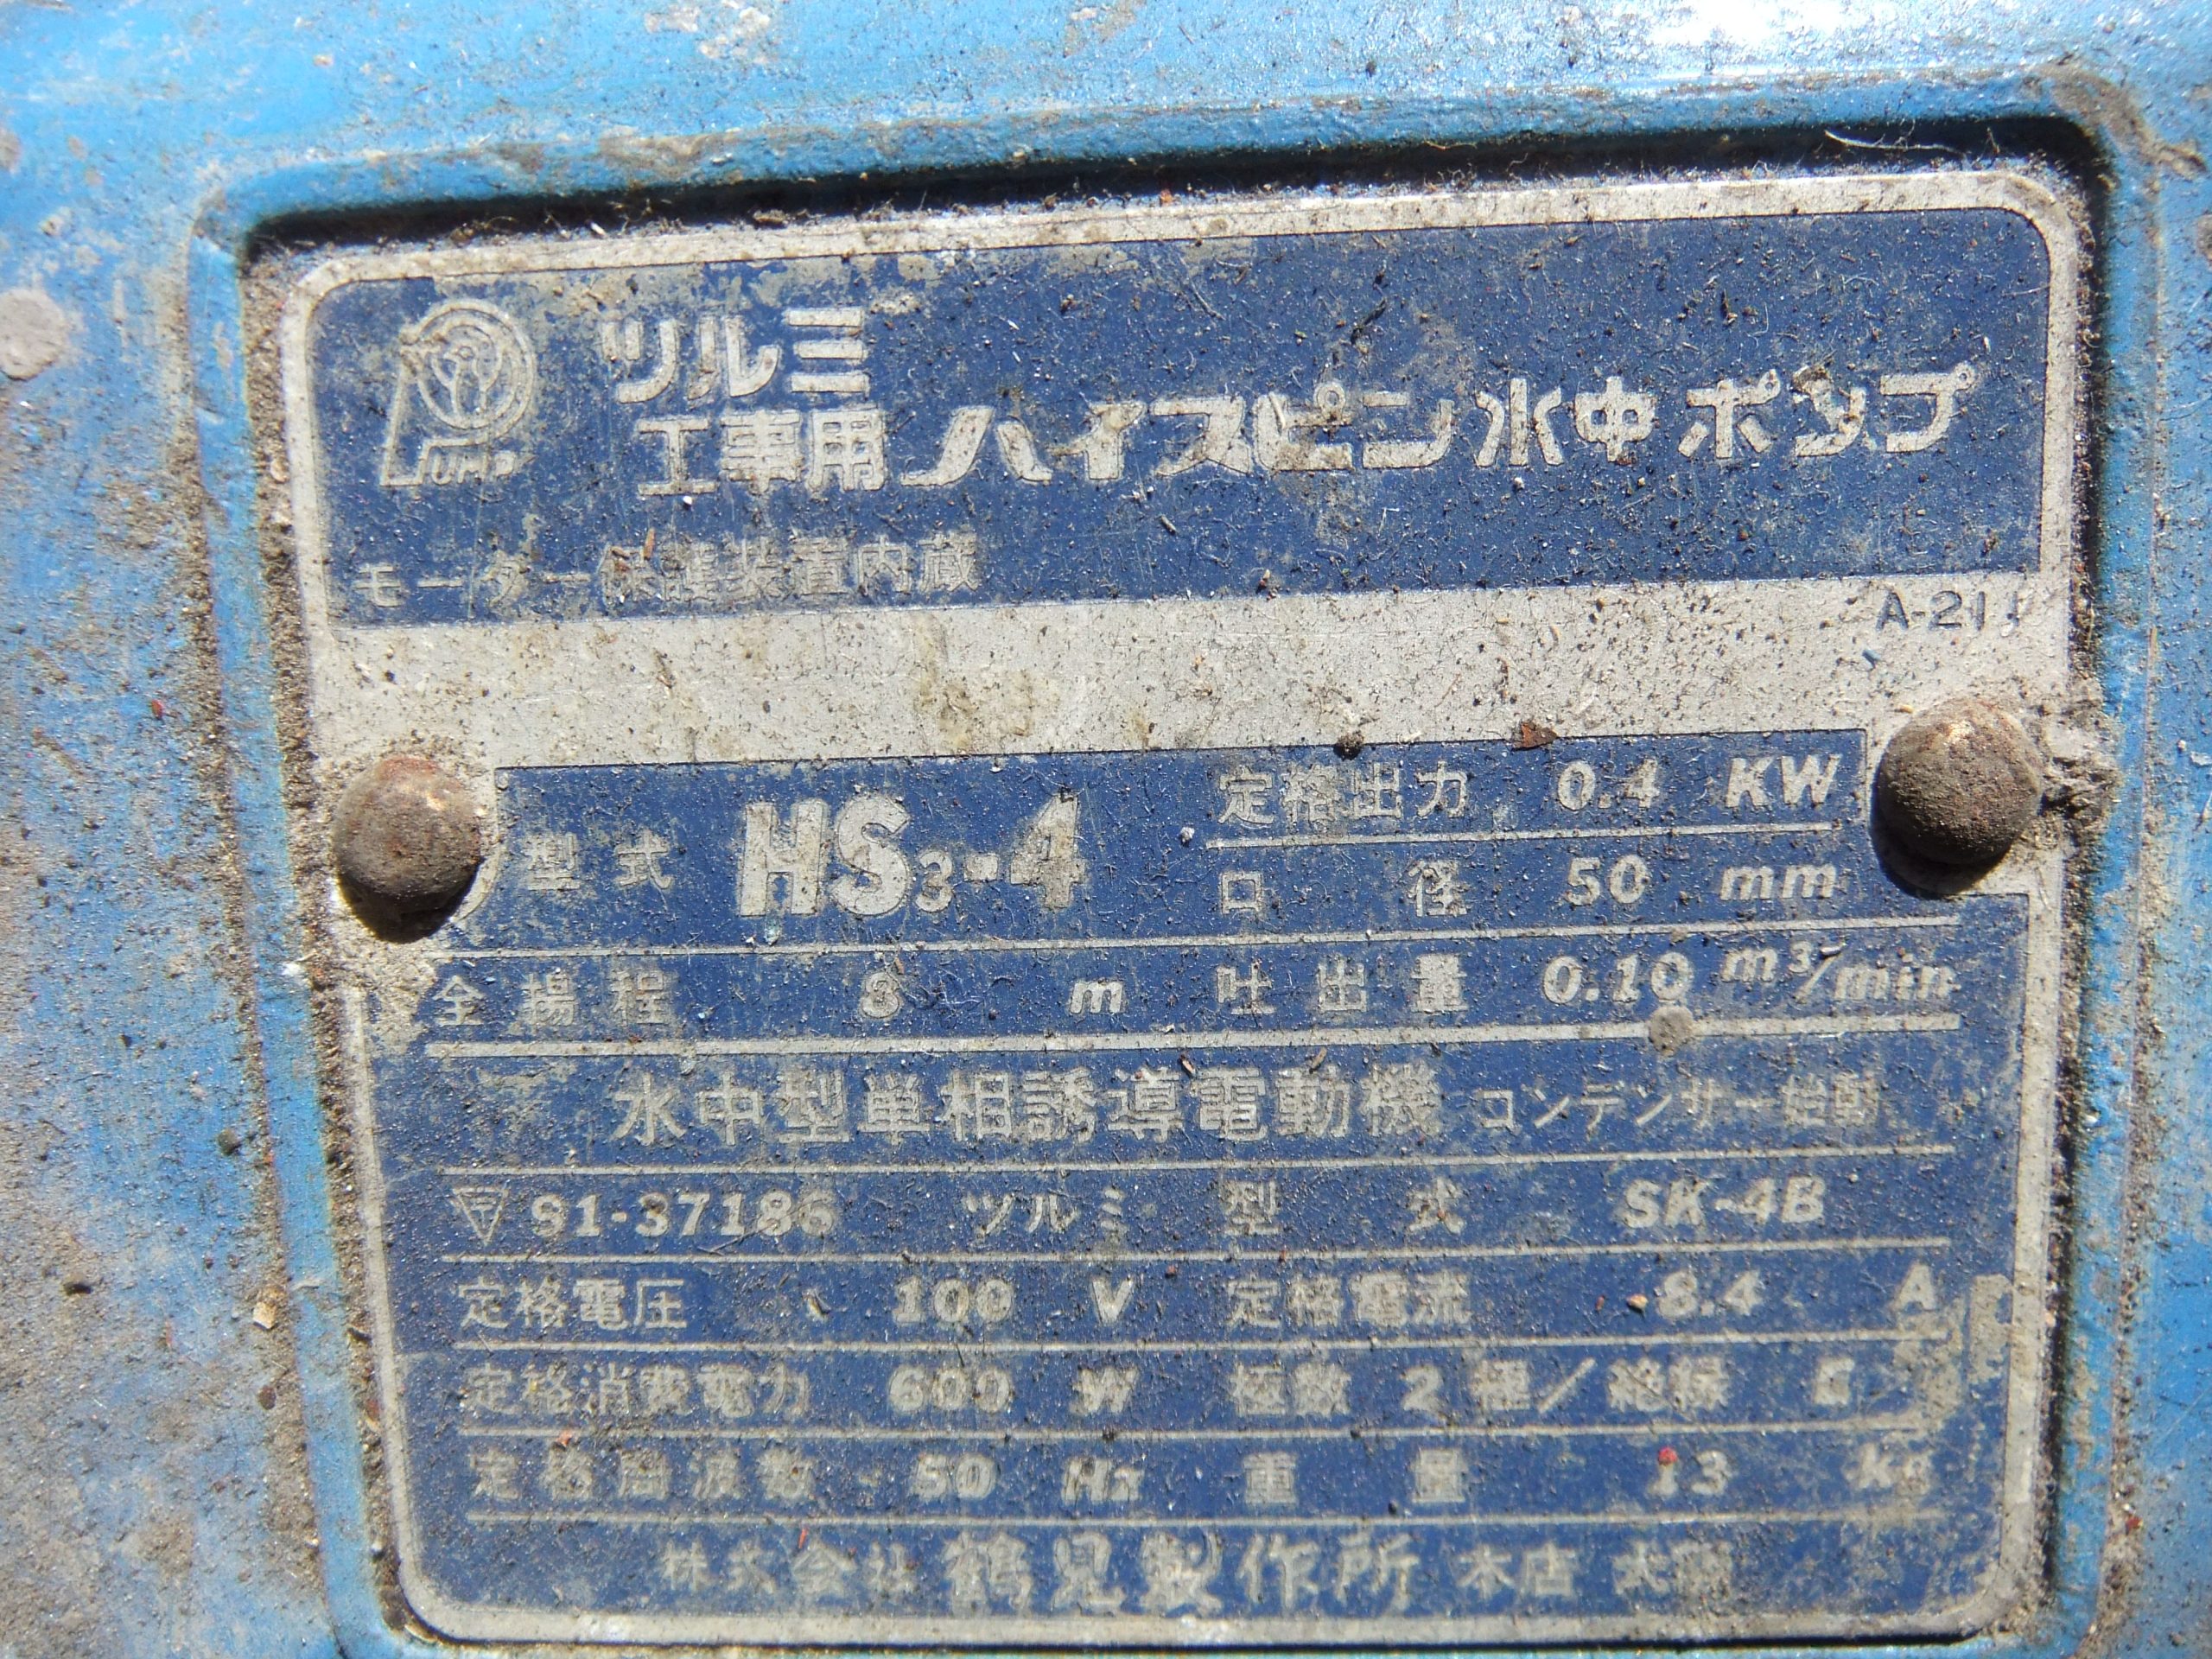 PUMP
ツルミ
工事用 ハイスピン水中ポンプ
モーター保護装置内蔵
A-211
型式 HS3-4
定格出力 0.4 KW
口径 50 mm
全揚程 8 m 吐出量 0.10 m³/min
水中型単相誘導電動機 コンデンサー始動
〒 91-37186 ツルミ 型式 SK-4B
定格電圧 100 V 定格電流 8.4 A
定格消費電力 600 W 極数 2 極/絶縁 E
定格周波数 50 Hz 重量 13 kg
株式会社 鶴見製作所 本店 大阪